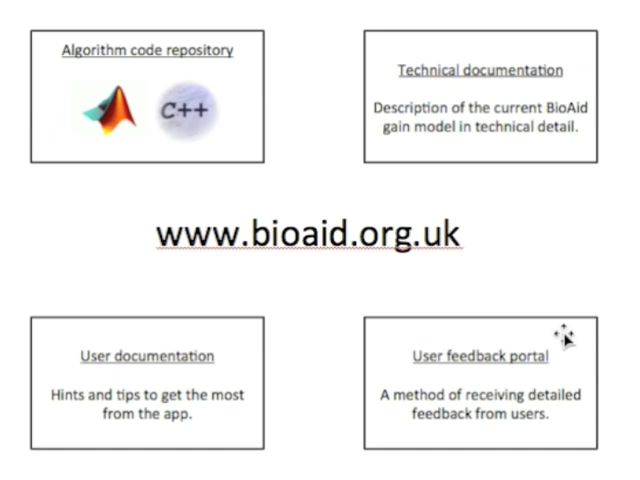 Algorithm code repository
C++
Technical documentation
Description of the current BioAid
gain model in technical detail.
www.bioaid.org.uk
User documentation
Hints and tips to get the most
from the app.
User feedback portal
A method of receiving detailed
feedback from users.